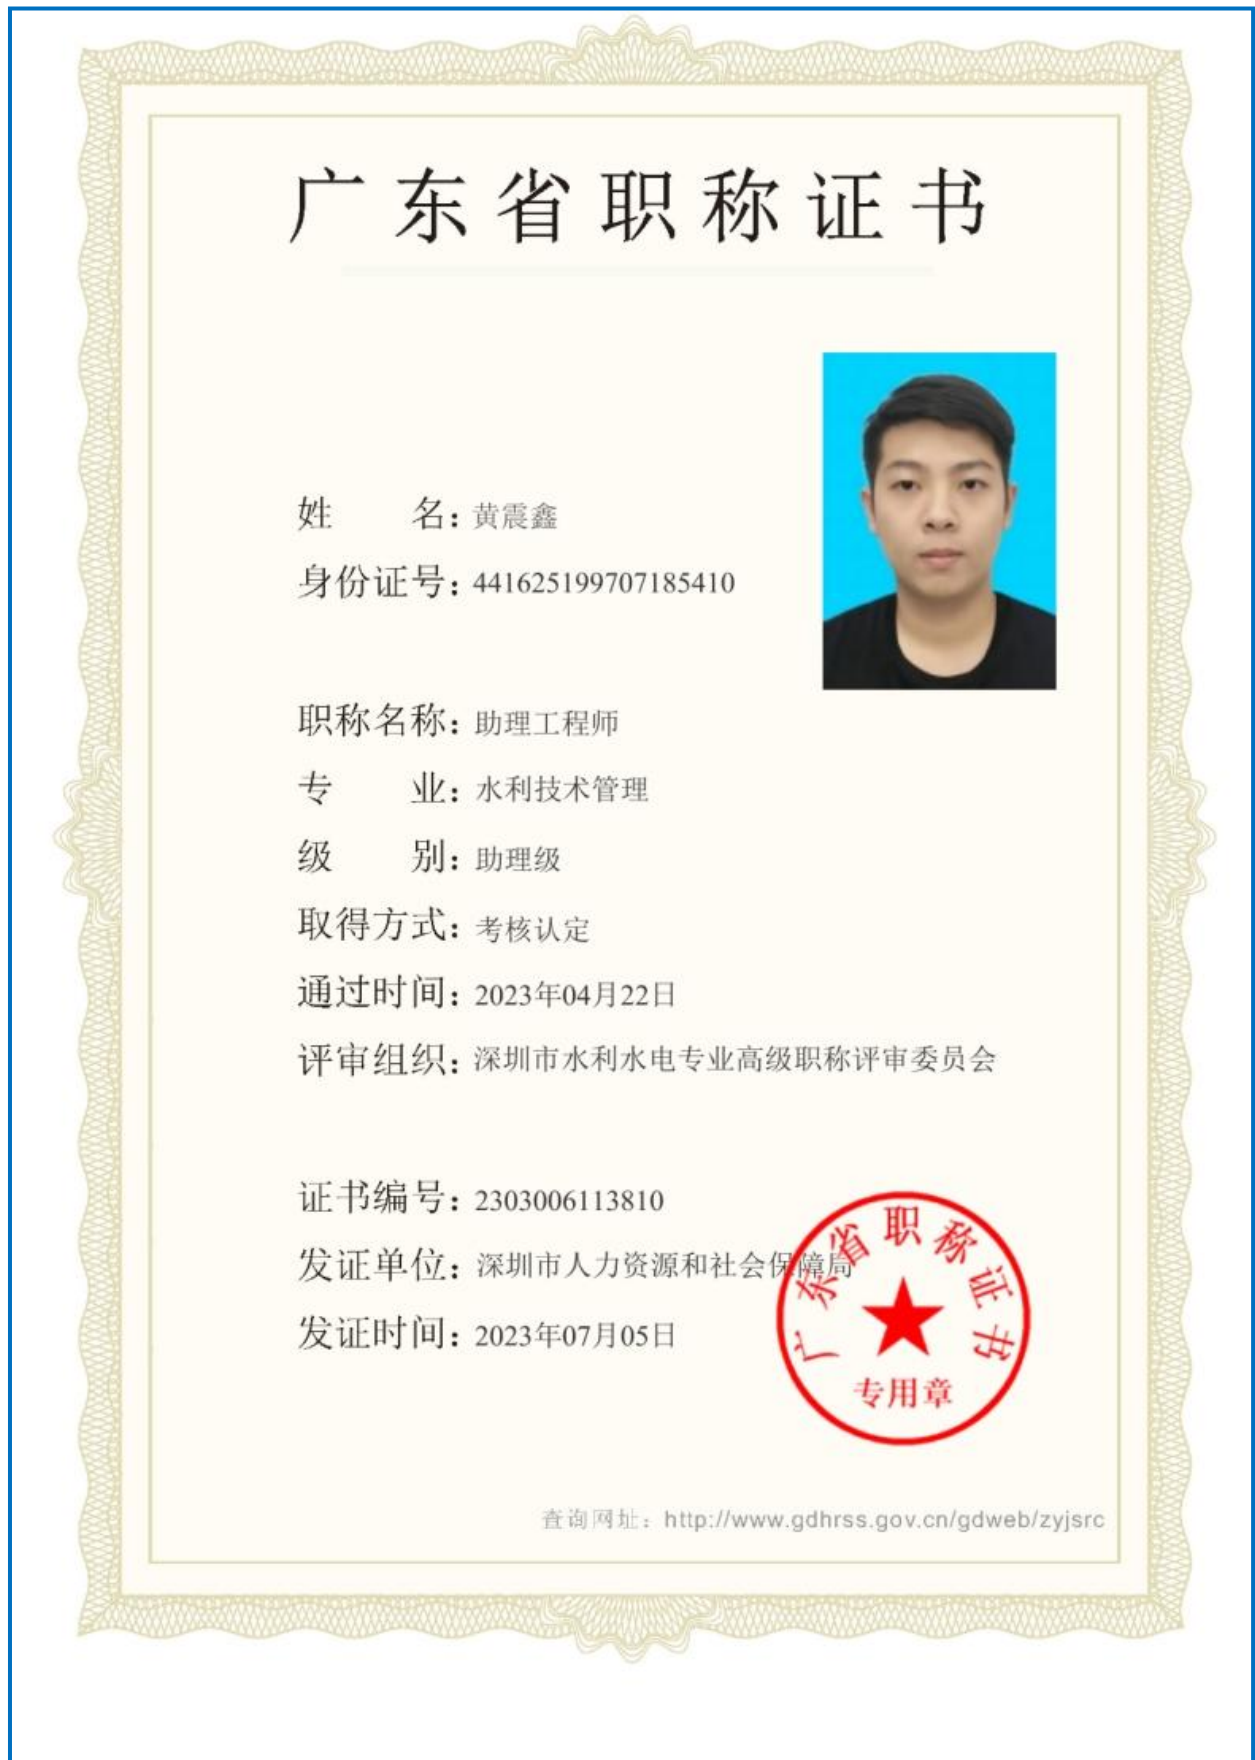 广东省职称证书
姓 名：黄震鑫
身份证号：441625199707185410
职称名称：助理工程师
专 业：水利技术管理
级 别：助理级
取得方式：考核认定
通过时间：2023年04月22日
评审组织：深圳市水利水电专业高级职称评审委员会
证书编号：2303006113810
发证单位：深圳市人力资源和社会保障局
发证时间：2023年07月05日
广东省职称证书
专用章
查询网址：http://www.gdhrss.gov.cn/gdweb/zyjsrc